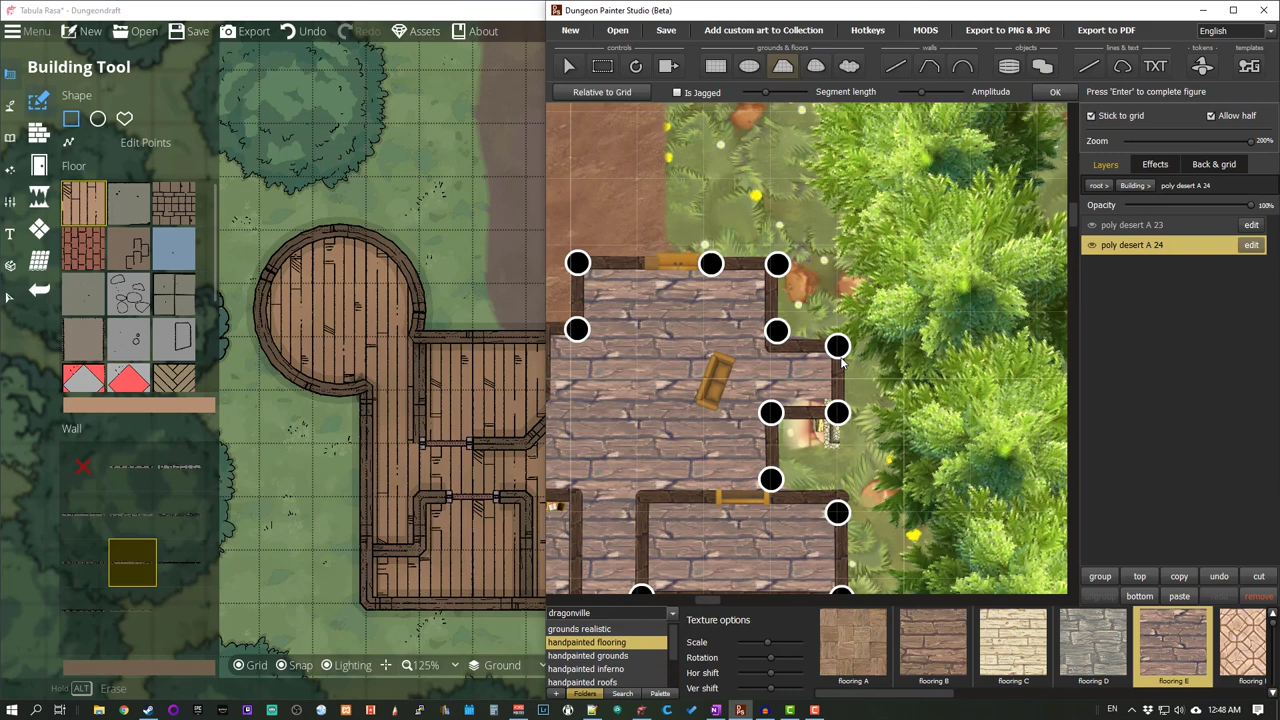 Tabula Rasa* - Dungeondraft
Menu New Open Save Export Undo Redo Assets About
Building Tool
Shape
Edit Points
Floor
Wall
Hold ALT Erase
Grid Snap Lighting 125% Ground
Dungeon Painter Studio (Beta)
New Open Save Add custom art to Collection Hotkeys MODS Export to PNG & JPG Export to PDF English
controls grounds & floors walls objects lines & text - tokens - templates
TXT
Relative to Grid Is Jagged Segment length Amplituda OK Press 'Enter' to complete figure
Stick to grid Allow half
Zoom 200%
Layers Effects Back & grid
root > Building > poly desert A 24
Opacity 100%
poly desert A 23 edit
poly desert A 24 edit
group top copy undo cut
bottom paste remove
dragonville
grounds realistic
handpainted flooring
handpainted grounds
handpainted inferno
handpainted roofs
+ Folders Search Palette
Texture options
Scale
Rotation
Hor shift
Ver shift
flooring A flooring B flooring C flooring D flooring E flooring
EN 12:48 AM